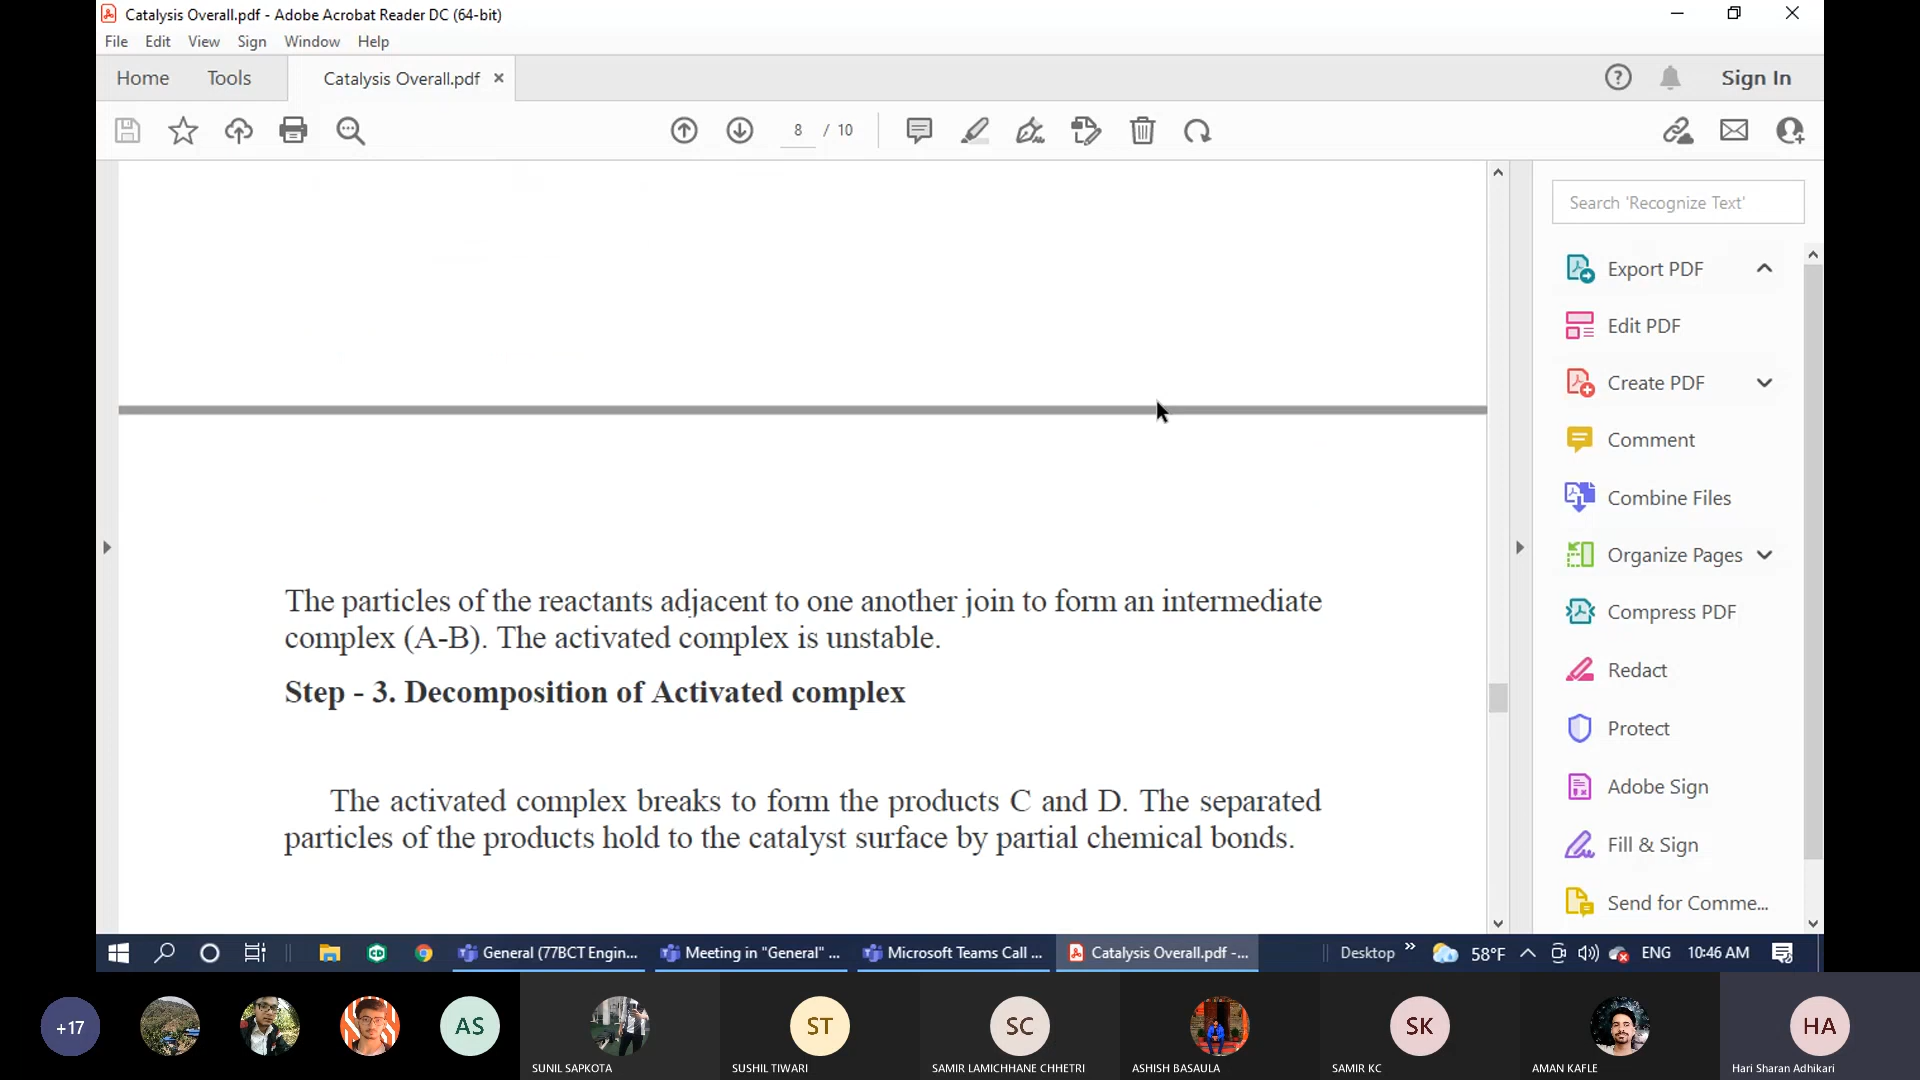 Catalysis Overall.pdf - Adobe Acrobat Reader DC (64-bit)
File Edit View Sign Window Help
Home Tools Catalysis Overall.pdf × Sign In
8 / 10
Search 'Recognize Text'
Export PDF
Edit PDF
Create PDF
Comment
Combine Files
Organize Pages
Compress PDF
Redact
Protect
Adobe Sign
Fill & Sign
Send for Comme...
The particles of the reactants adjacent to one another join to form an intermediate
complex (A-B). The activated complex is unstable.
Step - 3. Decomposition of Activated complex
The activated complex breaks to form the products C and D. The separated
particles of the products hold to the catalyst surface by partial chemical bonds.
General (77BCT Engin... Meeting in "General" ... Microsoft Teams Call ... Catalysis Overall.pdf -... Desktop » 58°F ENG 10:46 AM
+17 AS ST SC SK HA
SUNIL SAPKOTA SUSHIL TIWARI SAMIR LAMICHHANE CHHETRI ASHISH BASAULA SAMIR KC AMAN KAFLE Hari Sharan Adhikari